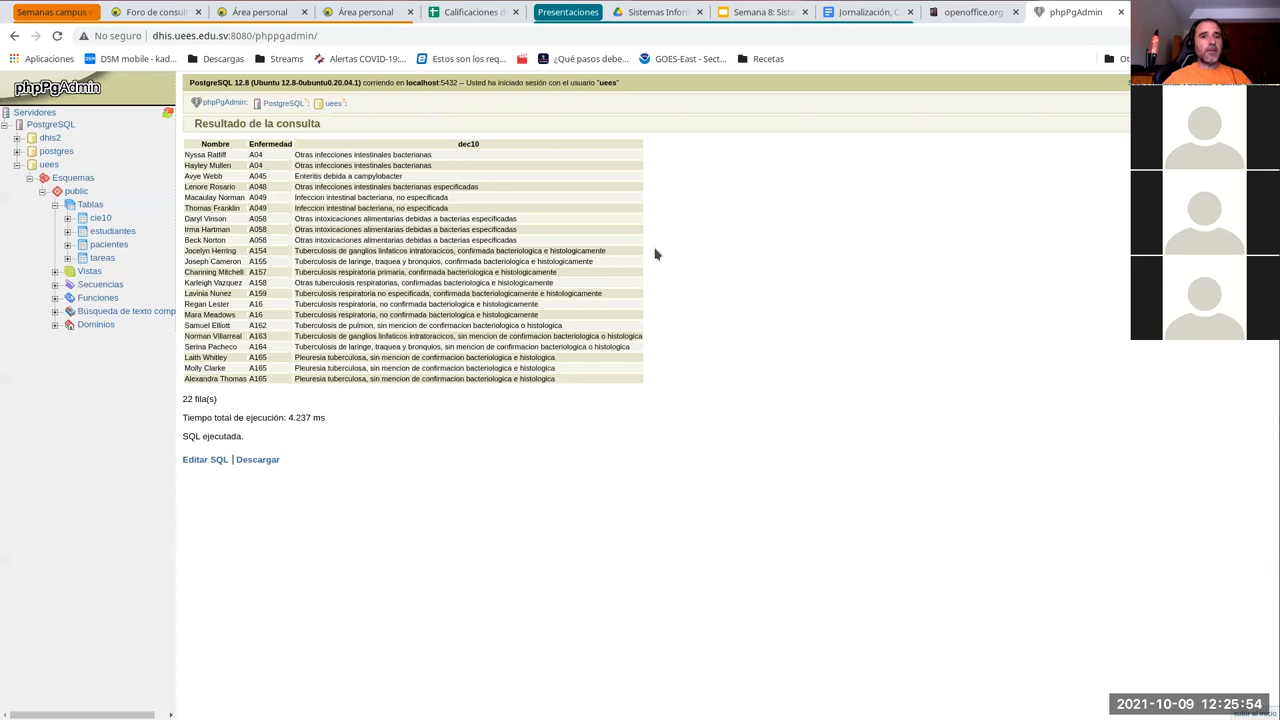 Semanas campus v
Foro de consul
Área personal
Área personal
Calificaciones d
Presentaciones
Sistemas Infor
Semana 8: Siste
Jornalización, C
openoffice.org
phpPgAdmin
No seguro | dhis.uees.edu.sv:8080/phppgadmin/
Aplicaciones
DSM mobile - kad...
Descargas
Streams
Alertas COVID-19:...
Estos son los req...
¿Qué pasos debe...
GOES-East - Sect...
Recetas
Ot
phpPgAdmin
Servidores
PostgreSQL
dhis2
postgres
uees
Esquemas
public
Tablas
cie10
estudiantes
pacientes
tareas
Vistas
Secuencias
Funciones
Búsqueda de texto comp
Dominios
PostgreSQL 12.8 (Ubuntu 12.8-0ubuntu0.20.04.1) corriendo en localhost:5432 -- Usted ha iniciado sesión con el usuario "uees"
phpPgAdmin: PostgreSQL?: uees?:
Resultado de la consulta
Nombre Enfermedad dec10
Nyssa Ratliff A04 Otras infecciones intestinales bacterianas
Hayley Mullen A04 Otras infecciones intestinales bacterianas
Avye Webb A045 Enteritis debida a campylobacter
Lenore Rosario A048 Otras infecciones intestinales bacterianas especificadas
Macaulay Norman A049 Infeccion intestinal bacteriana, no especificada
Thomas Franklin A049 Infeccion intestinal bacteriana, no especificada
Daryl Vinson A058 Otras intoxicaciones alimentarias debidas a bacterias especificadas
Irma Hartman A058 Otras intoxicaciones alimentarias debidas a bacterias especificadas
Beck Norton A058 Otras intoxicaciones alimentarias debidas a bacterias especificadas
Jocelyn Herring A154 Tuberculosis de ganglios linfaticos intratoracicos, confirmada bacteriologica e histologicamente
Joseph Cameron A155 Tuberculosis de laringe, traquea y bronquios, confirmada bacteriologica e histologicamente
Channing Mitchell A157 Tuberculosis respiratoria primaria, confirmada bacteriologica e histologicamente
Karleigh Vazquez A158 Otras tuberculosis respiratorias, confirmadas bacteriologica e histologicamente
Lavinia Nunez A159 Tuberculosis respiratoria no especificada, confirmada bacteriologicamente e histologicamente
Regan Lester A16 Tuberculosis respiratoria, no confirmada bacteriologica e histologicamente
Mara Meadows A16 Tuberculosis respiratoria, no confirmada bacteriologica e histologicamente
Samuel Elliott A162 Tuberculosis de pulmon, sin mencion de confirmacion bacteriologica o histologica
Norman Villarreal A163 Tuberculosis de ganglios linfaticos intratoracicos, sin mencion de confirmacion bacteriologica o histologica
Serina Pacheco A164 Tuberculosis de laringe, traquea y bronquios, sin mencion de confirmacion bacteriologica o histologica
Laith Whitley A165 Pleuresia tuberculosa, sin mencion de confirmacion bacteriologica e histologica
Molly Clarke A165 Pleuresia tuberculosa, sin mencion de confirmacion bacteriologica e histologica
Alexandra Thomas A165 Pleuresia tuberculosa, sin mencion de confirmacion bacteriologica e histologica
22 fila(s)
Tiempo total de ejecución: 4.237 ms
SQL ejecutada.
Editar SQL | Descargar
2021-10-09 12:25:54
subir al inicio